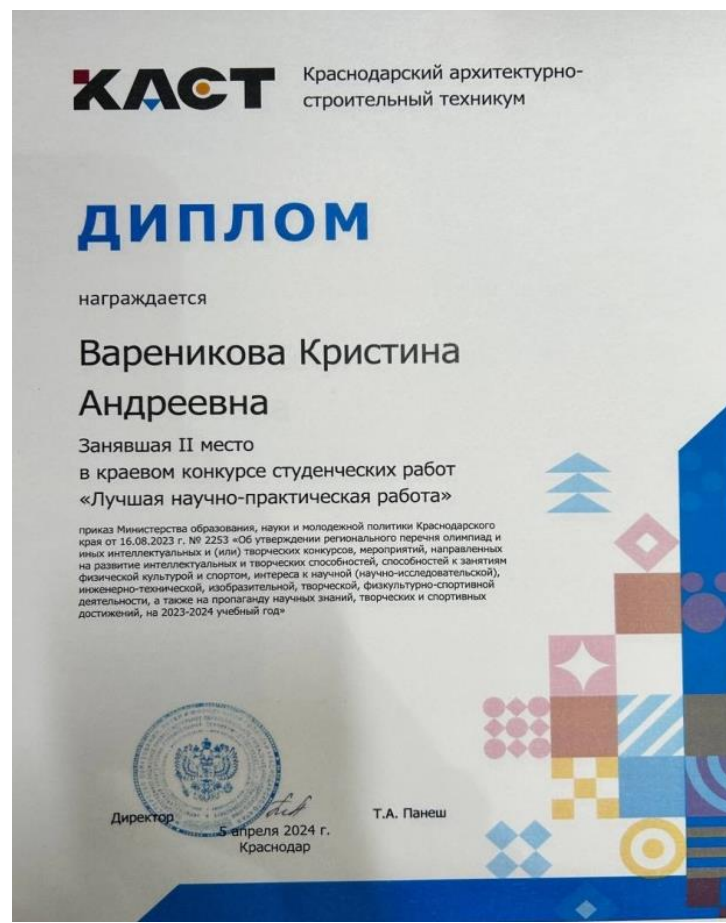 КАСТ
Краснодарский архитектурно-
строительный техникум
ДИПЛОМ
награждается
Вареникова Кристина
Андреевна
Занявшая II место
в краевом конкурсе студенческих работ
«Лучшая научно-практическая работа»
приказ Министерства образования, науки и молодежной политики Краснодарского
края от 16.08.2023 г. № 2253 «Об утверждении регионального перечня олимпиад и
иных интеллектуальных и (или) творческих конкурсов, мероприятий, направленных
на развитие интеллектуальных и творческих способностей, способностей к занятиям
физической культурой и спортом, интереса к научной (научно-исследовательской),
инженерно-технической, изобразительной, творческой, физкультурно-спортивной
деятельности, а также на пропаганду научных знаний, творческих и спортивных
достижений, на 2023-2024 учебный год»
Директор
Т.А. Панеш
5 апреля 2024 г.
Краснодар